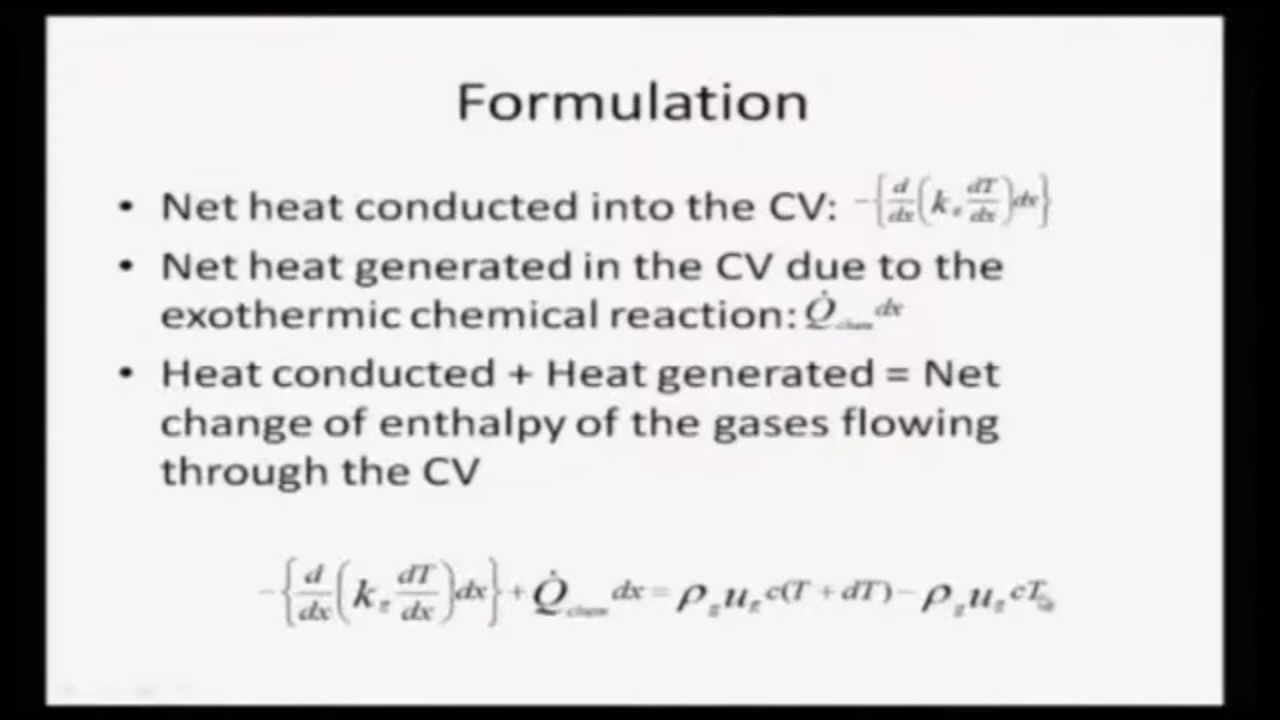 Formulation
• Net heat conducted into the CV: -{d/dx(k_g dT/dx)dx}
• Net heat generated in the CV due to the
exothermic chemical reaction: Q̇_chem dx
• Heat conducted + Heat generated = Net
change of enthalpy of the gases flowing
through the CV
-{d/dx(k_g dT/dx)dx} + Q̇_chem dx = ρ_g u_g c(T + dT) - ρ_g u_g cT